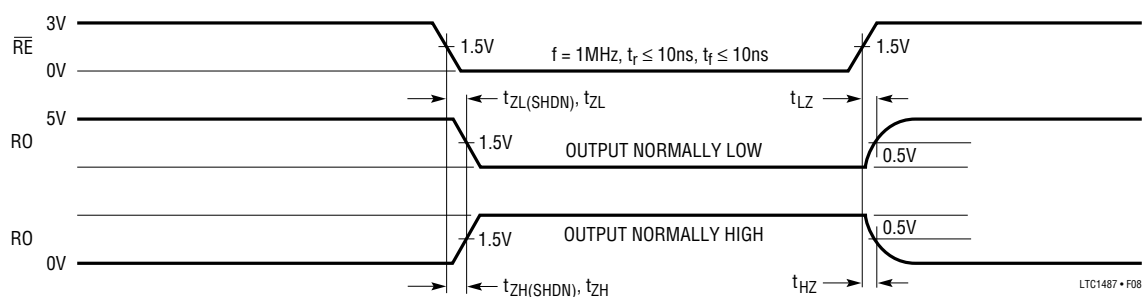 3V
RE
1.5V
f = 1MHz, tr ≤ 10ns, tf ≤ 10ns
1.5V
0V
tZL(SHDN), tZL
tLZ
5V
RO
1.5V
OUTPUT NORMALLY LOW
0.5V
RO
1.5V
OUTPUT NORMALLY HIGH
0.5V
0V
tZH(SHDN), tZH
tHZ
LTC1487 • F08